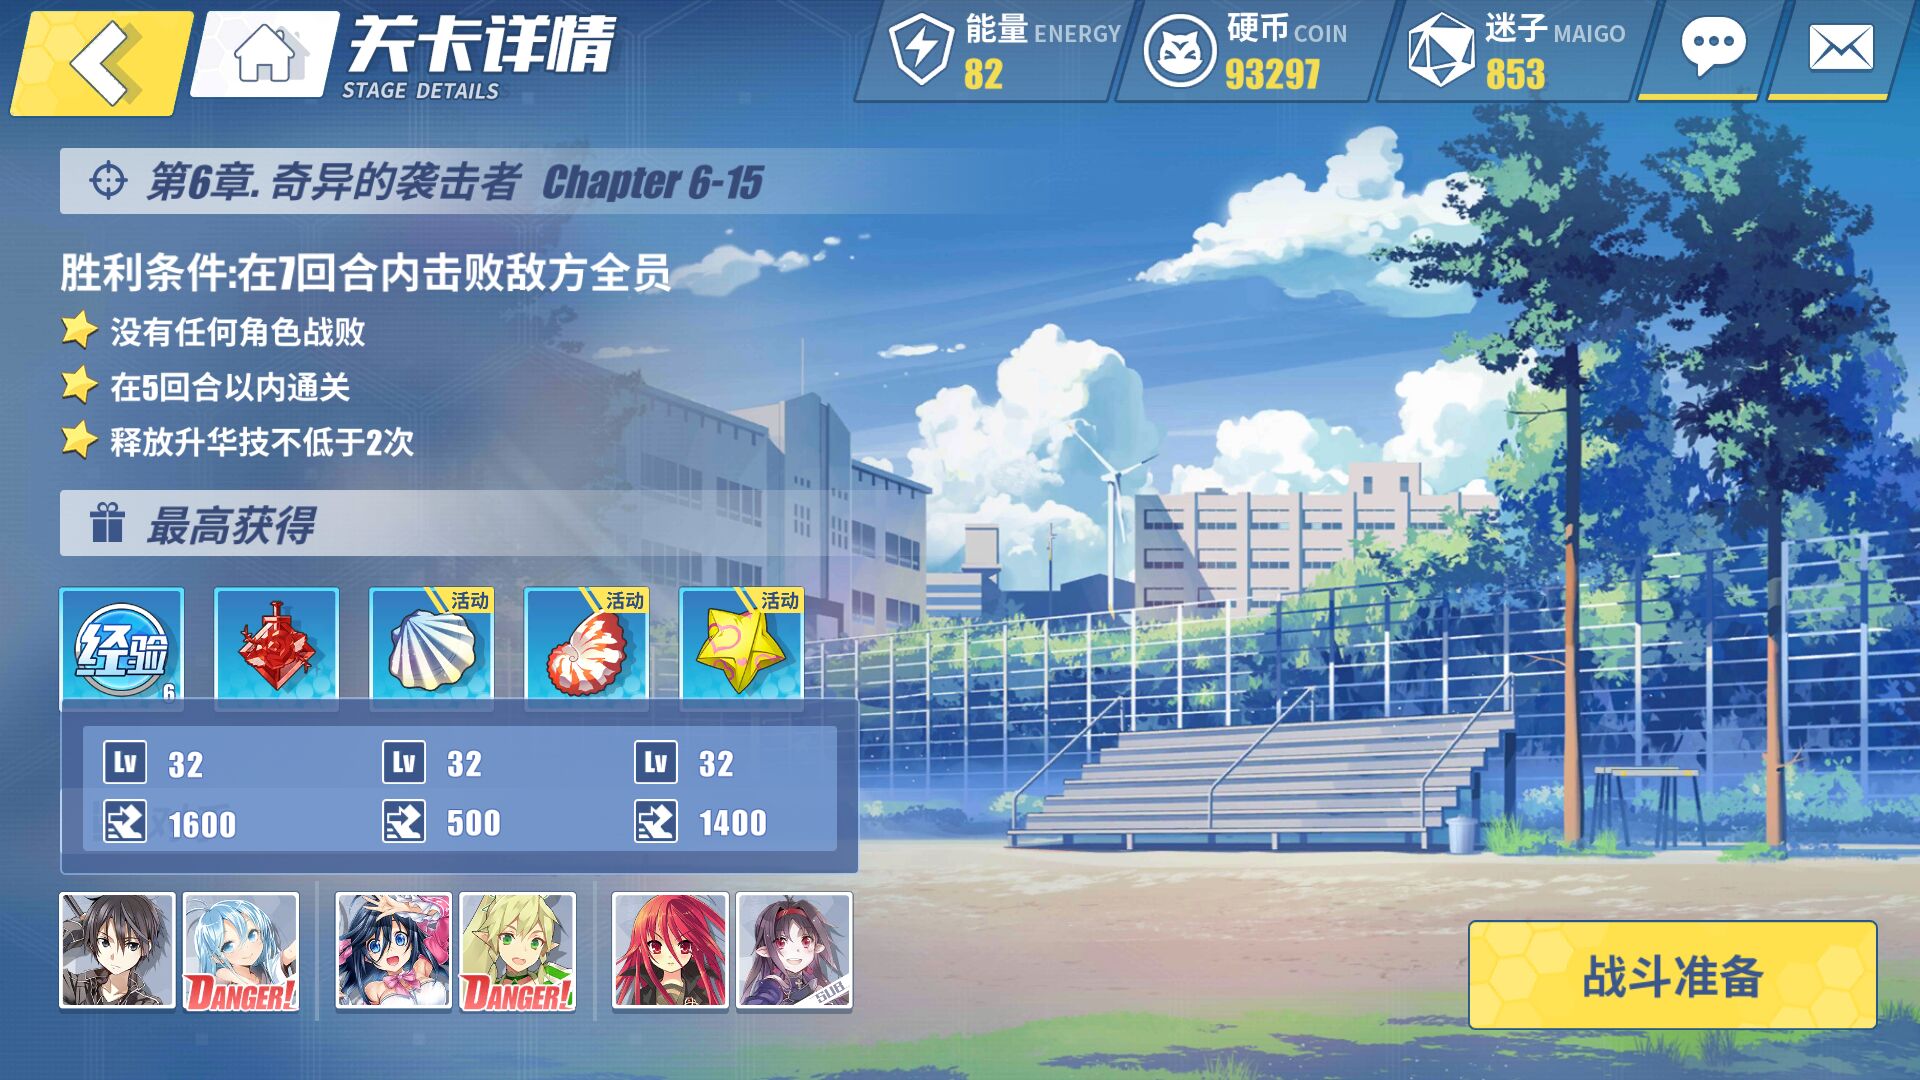 关卡详情
STAGE DETAILS
能量 ENERGY
82
硬币 COIN
93297
迷子 MAIGO
853
第6章. 奇异的袭击者 Chapter 6-15
胜利条件:在7回合内击败敌方全员
没有任何角色战败
在5回合以内通关
释放升华技不低于2次
最高获得
经验
6
活动
活动
活动
Lv 32
Lv 32
Lv 32
1600
500
1400
DANGER!
DANGER!
SUB
战斗准备